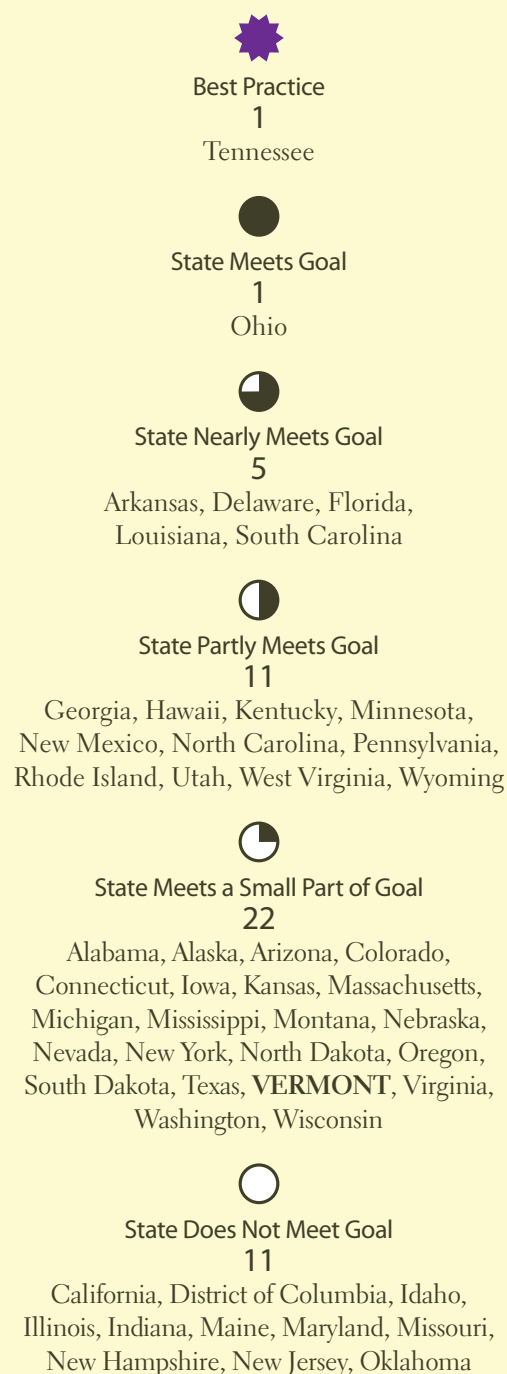 Best Practice
1
Tennessee
State Meets Goal
1
Ohio
State Nearly Meets Goal
5
Arkansas, Delaware, Florida,
Louisiana, South Carolina
State Partly Meets Goal
11
Georgia, Hawaii, Kentucky, Minnesota,
New Mexico, North Carolina, Pennsylvania,
Rhode Island, Utah, West Virginia, Wyoming
State Meets a Small Part of Goal
22
Alabama, Alaska, Arizona, Colorado,
Connecticut, Iowa, Kansas, Massachusetts,
Michigan, Mississippi, Montana, Nebraska,
Nevada, New York, North Dakota, Oregon,
South Dakota, Texas, VERMONT, Virginia,
Washington, Wisconsin
State Does Not Meet Goal
11
California, District of Columbia, Idaho,
Illinois, Indiana, Maine, Maryland, Missouri,
New Hampshire, New Jersey, Oklahoma